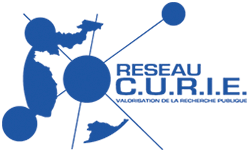 RESEAU
C.U.R.I.E.
VALORISATION DE LA RECHERCHE PUBLIQUE